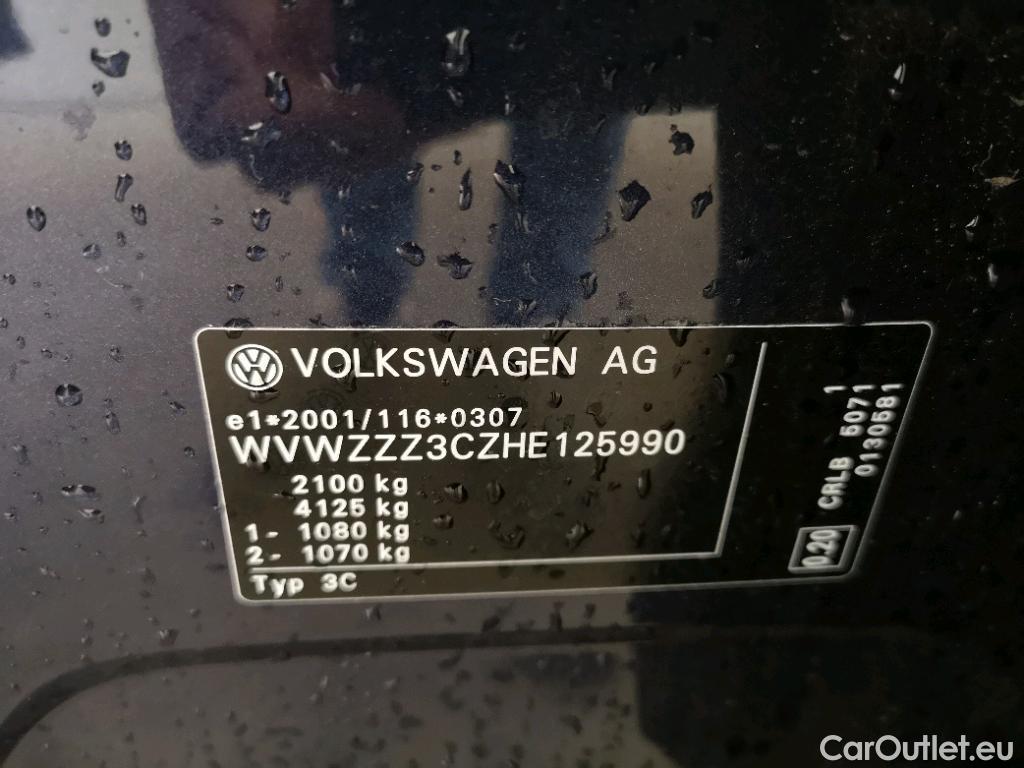 VOLKSWAGEN AG
e1*2001/116*0307
WVWZZZ3CZHE125990
2100 kg
4125 kg
1- 1080 kg
2- 1070 kg
Typ 3C
0.20
CRLB 5071 1
0130581
CarOutlet.eu